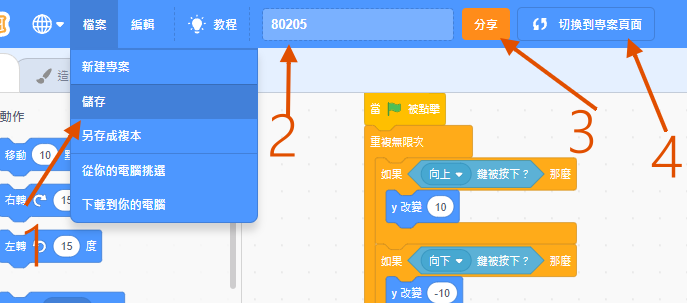 檔案 編輯 教程 80205 分享 切換到專案頁面
新建專案
儲存
另存成複本
從你的電腦挑選
下載到你的電腦
1
2
3
4
造
動作
移動 10
右轉 15
左轉 15 度
當 被點擊
重複無限次
如果 向上 鍵被按下? 那麼
y 改變 10
如果 向下 鍵被按下? 那麼
y 改變 -10